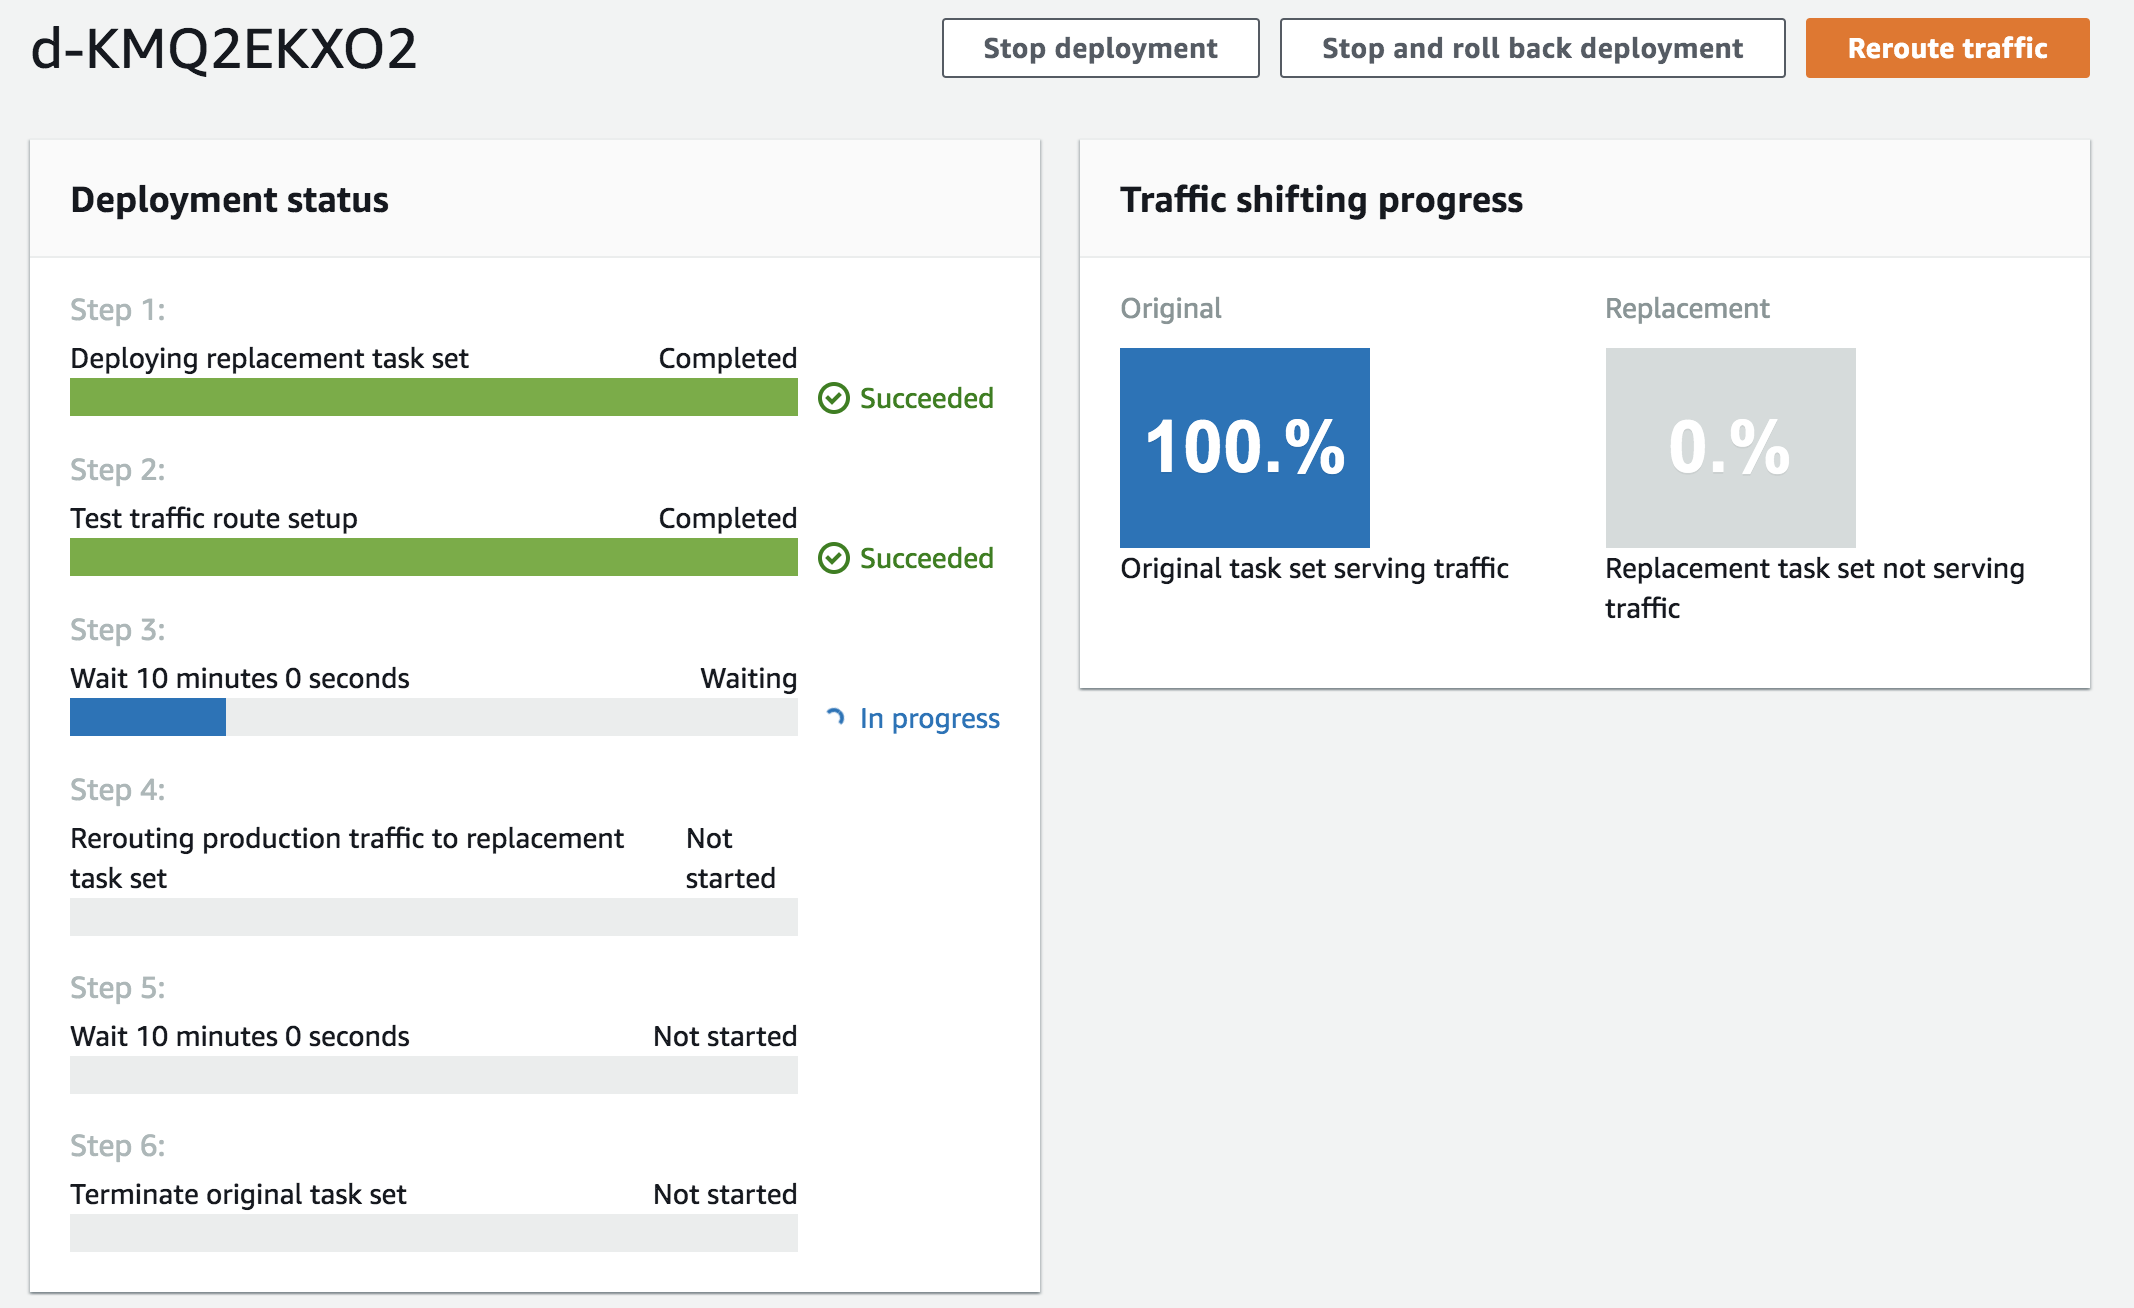 d-KMQ2EKXO2
Stop deployment
Stop and roll back deployment
Reroute traffic
Deployment status
Step 1:
Deploying replacement task set Completed
Succeeded
Step 2:
Test traffic route setup Completed
Succeeded
Step 3:
Wait 10 minutes 0 seconds Waiting
In progress
Step 4:
Rerouting production traffic to replacement Not
task set started
Step 5:
Wait 10 minutes 0 seconds Not started
Step 6:
Terminate original task set Not started
Traffic shifting progress
Original
100.%
Original task set serving traffic
Replacement
0.%
Replacement task set not serving
traffic